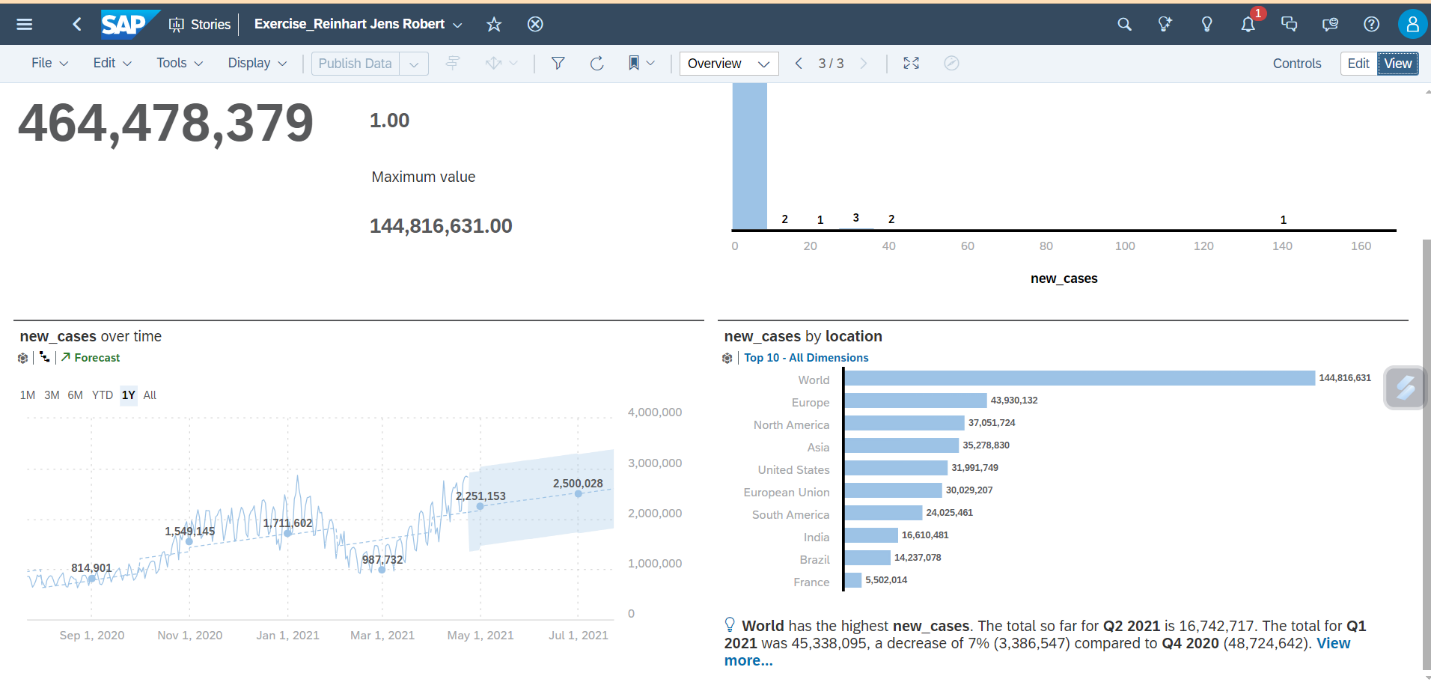 SAP Stories Exercise_Reinhart Jens Robert 1
File Edit Tools Display Publish Data Overview 3 / 3 Controls Edit View
464,478,379
1.00
Maximum value
144,816,631.00
2 1 3 2 1
0 20 40 60 80 100 120 140 160
new_cases
new_cases over time
Forecast
1M 3M 6M YTD 1Y All
4,000,000
3,000,000
2,000,000
1,000,000
0
814,901
1,549,145
1,711,602
987,732
2,251,153
2,500,028
Sep 1, 2020 Nov 1, 2020 Jan 1, 2021 Mar 1, 2021 May 1, 2021 Jul 1, 2021
new_cases by location
Top 10 - All Dimensions
World 144,816,631
Europe 43,930,132
North America 37,051,724
Asia 35,278,830
United States 31,991,749
European Union 30,029,207
South America 24,025,461
India 16,610,481
Brazil 14,237,078
France 5,502,014
World has the highest new_cases. The total so far for Q2 2021 is 16,742,717. The total for Q1
2021 was 45,338,095, a decrease of 7% (3,386,547) compared to Q4 2020 (48,724,642). View
more...